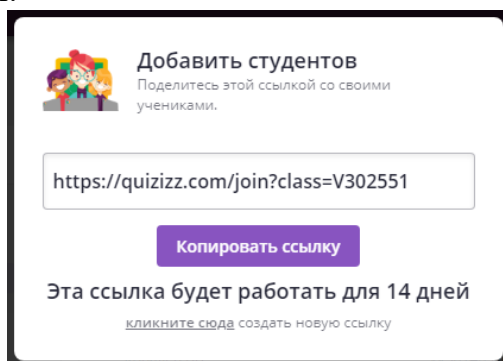 Добавить студентов
Поделитесь этой ссылкой со своими
учениками.
https://quizizz.com/join?class=V302551
Копировать ссылку
Эта ссылка будет работать для 14 дней
кликните сюда создать новую ссылку